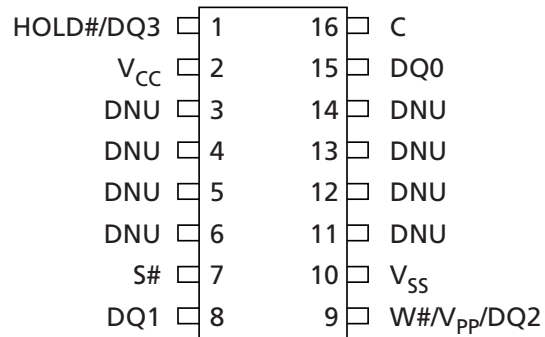 HOLD#/DQ3 1 16 C
VCC 2 15 DQ0
DNU 3 14 DNU
DNU 4 13 DNU
DNU 5 12 DNU
DNU 6 11 DNU
S# 7 10 VSS
DQ1 8 9 W#/VPP/DQ2